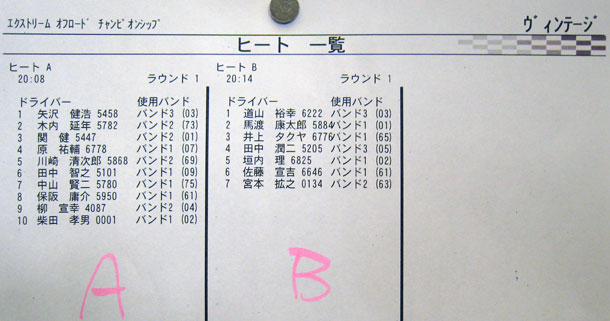 エクストリーム オフロード チャンピオンシップ
ヴィンテージ
ヒート 一覧
ヒート A
20:08 ラウンド 1
ドライバー 使用バンド
1 矢沢 健浩 5458 バンド3 (03)
2 木内 延年 5782 バンド2 (73)
3 関 健 5447 バンド2 (01)
4 原 祐輔 6778 バンド1 (07)
5 川崎 清次郎 5868 バンド2 (69)
6 田中 智之 5101 バンド1 (09)
7 中山 賢二 5780 バンド1 (75)
8 保阪 庸介 5950 バンド1 (61)
9 柳 宣幸 4087 バンド2 (04)
10 柴田 孝男 0001 バンド1 (02)
A
ヒート B
20:14 ラウンド 1
ドライバー 使用バンド
1 道山 裕幸 6222 バンド3 (03)
2 馬渡 康太郎 5884 バンド1 (01)
3 井上 タクヤ 6776 バンド1 (65)
4 田中 潤二 5205 バンド3 (05)
5 垣内 理 6825 バンド1 (02)
6 佐藤 宣吉 6646 バンド1 (61)
7 宮本 拡之 0134 バンド2 (63)
B